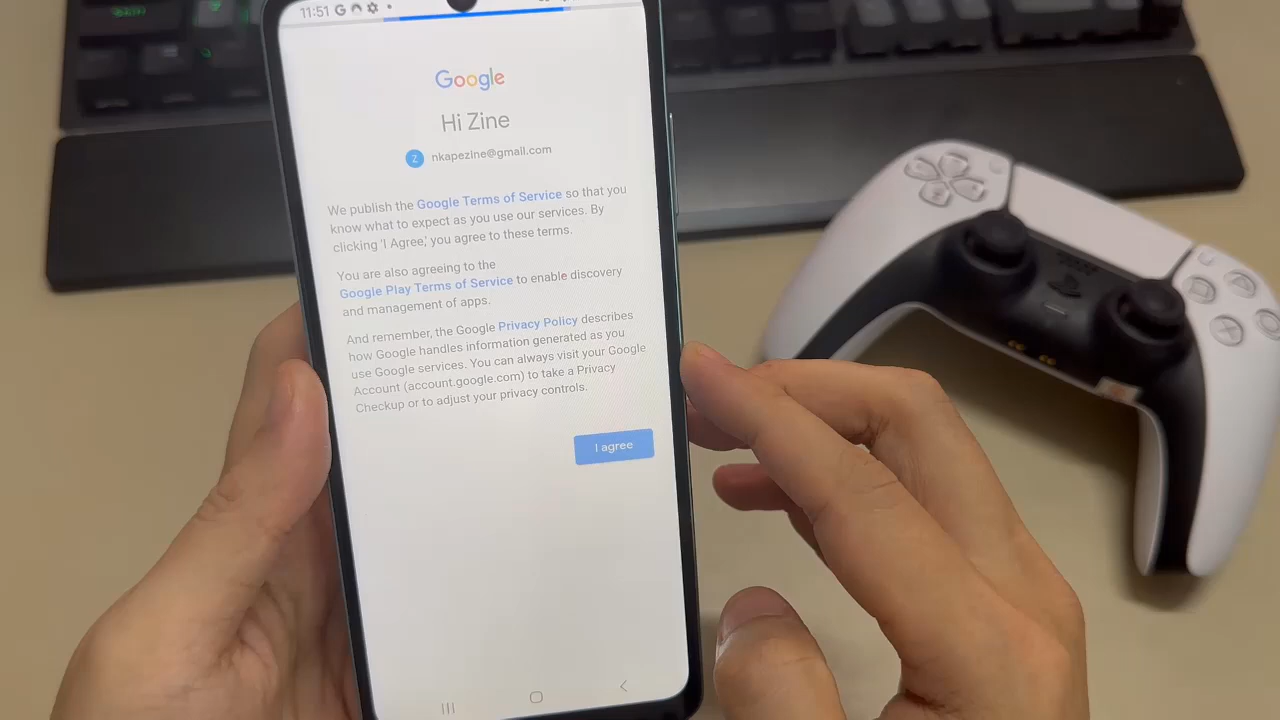 11:51 G
Google
Hi Zine
Z nkapezine@gmail.com
We publish the Google Terms of Service so that you
know what to expect as you use our services. By
clicking 'I Agree,' you agree to these terms.
You are also agreeing to the
Google Play Terms of Service to enable discovery
and management of apps.
And remember, the Google Privacy Policy describes
how Google handles information generated as you
use Google services. You can always visit your Google
Account (account.google.com) to take a Privacy
Checkup or to adjust your privacy controls.
I agree